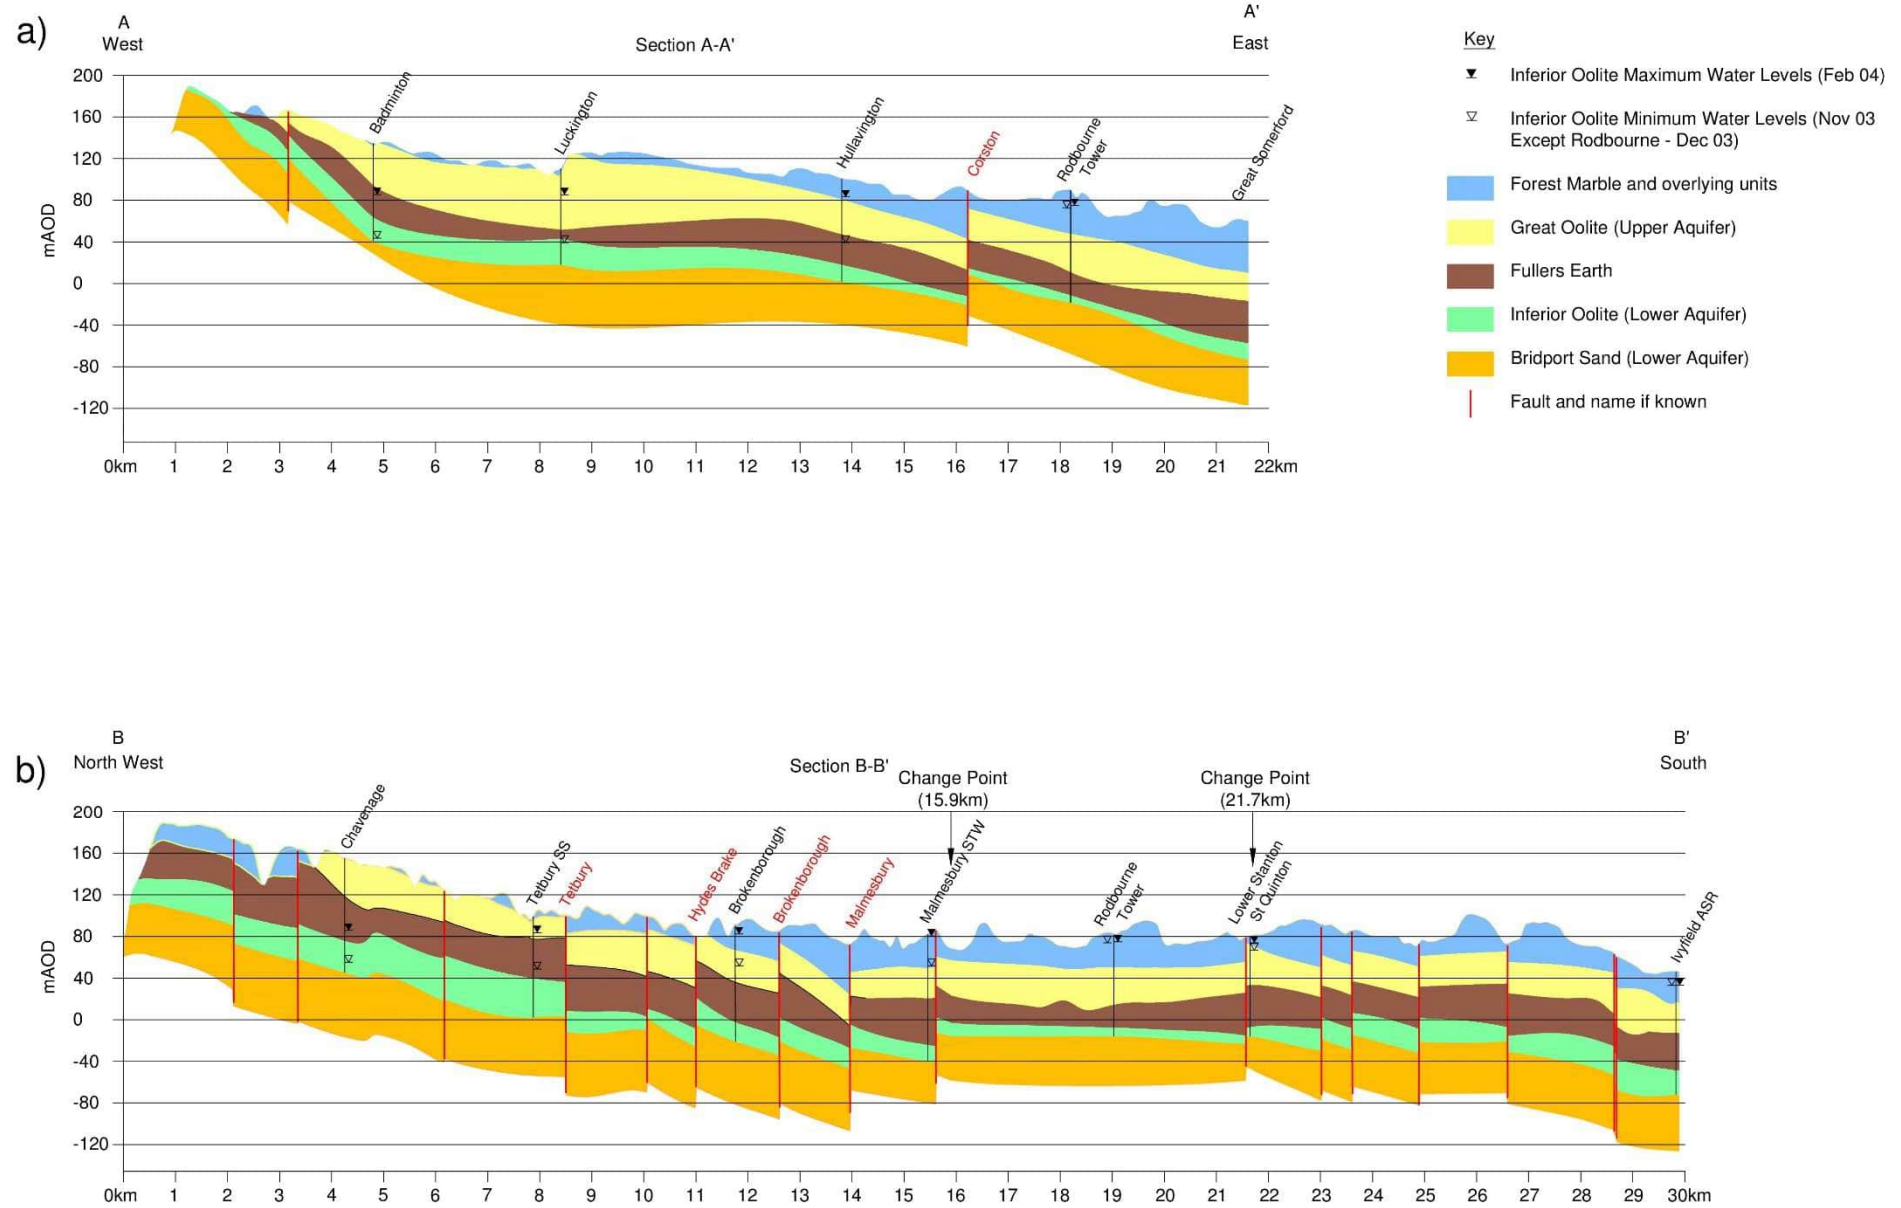 a)
A
West
Section A-A'
A'
East
mAOD
200
160
120
80
40
0
-40
-80
-120
Badminton
Luckington
Hullavington
Corston
Rodbourne
Tower
Great Somerford
0km 1 2 3 4 5 6 7 8 9 10 11 12 13 14 15 16 17 18 19 20 21 22km
Key
Inferior Oolite Maximum Water Levels (Feb 04)
Inferior Oolite Minimum Water Levels (Nov 03
Except Rodbourne - Dec 03)
Forest Marble and overlying units
Great Oolite (Upper Aquifer)
Fullers Earth
Inferior Oolite (Lower Aquifer)
Bridport Sand (Lower Aquifer)
Fault and name if known
b)
B
North West
Section B-B'
Change Point
(15.9km)
Change Point
(21.7km)
B'
South
mAOD
200
160
120
80
40
0
-40
-80
-120
Chavenage
Tetbury SS
Tetbury
Hydes Brake
Brokenborough
Brokenborough
Malmesbury
Malmesbury STW
Rodbourne
Tower
Lower Stanton
St Quinton
Ivyfield ASR
0km 1 2 3 4 5 6 7 8 9 10 11 12 13 14 15 16 17 18 19 20 21 22 23 24 25 26 27 28 29 30km